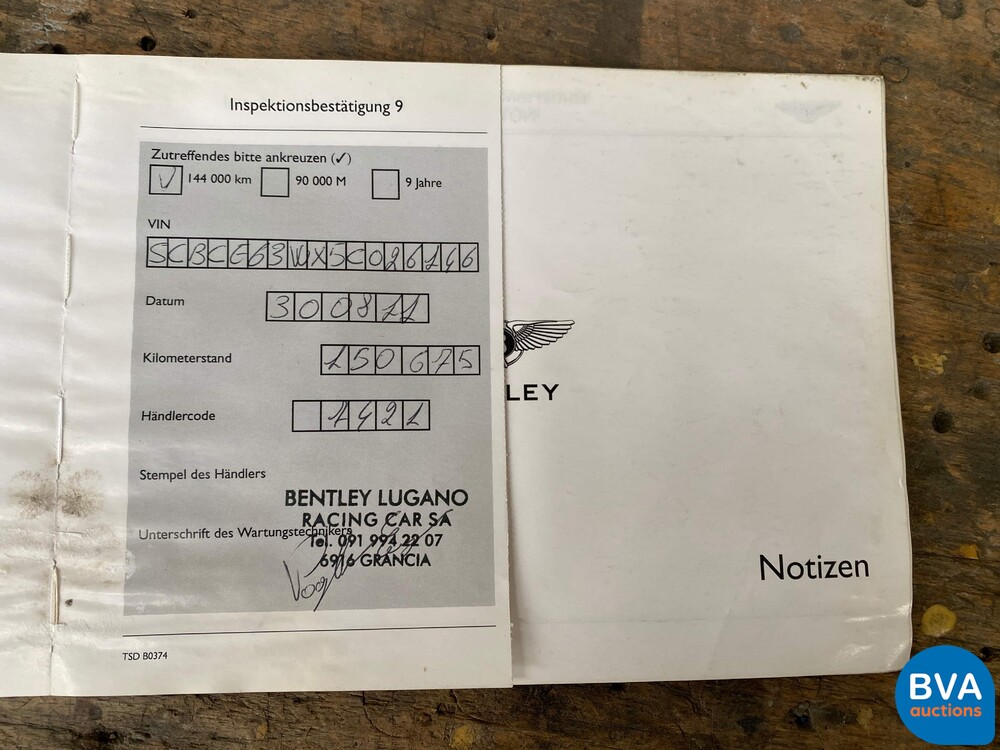 Inspektionsbestätigung 9
Zutreffendes bitte ankreuzen (✓)
✓ 144 000 km 90 000 M 9 Jahre
VIN
SCBCE63WX5C026146
Datum
300811
Kilometerstand
150675
Händlercode
1421
Stempel des Händlers
BENTLEY LUGANO
RACING CAR SA
Unterschrift des Wartungstechnikers
Tel. 091 994 22 07
6916 GRANCIA
TSD B0374
LEY
Notizen
BVA
auctions